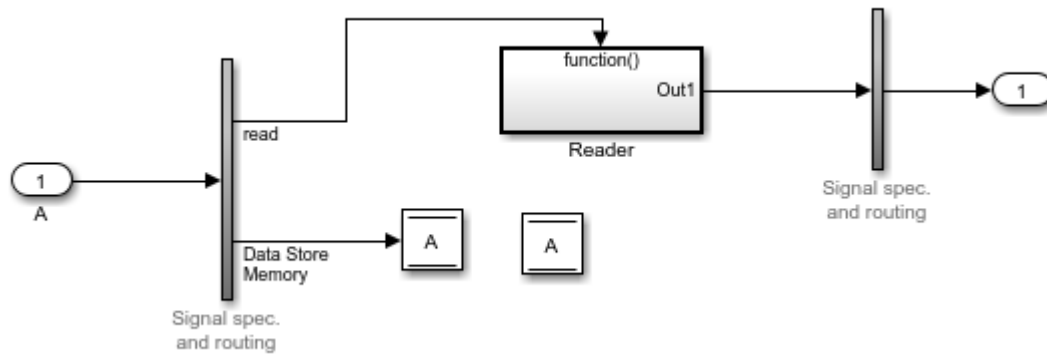 function()
Out1
Reader
1
read
1
A
Signal spec.
and routing
A
A
Data Store
Memory
Signal spec.
and routing